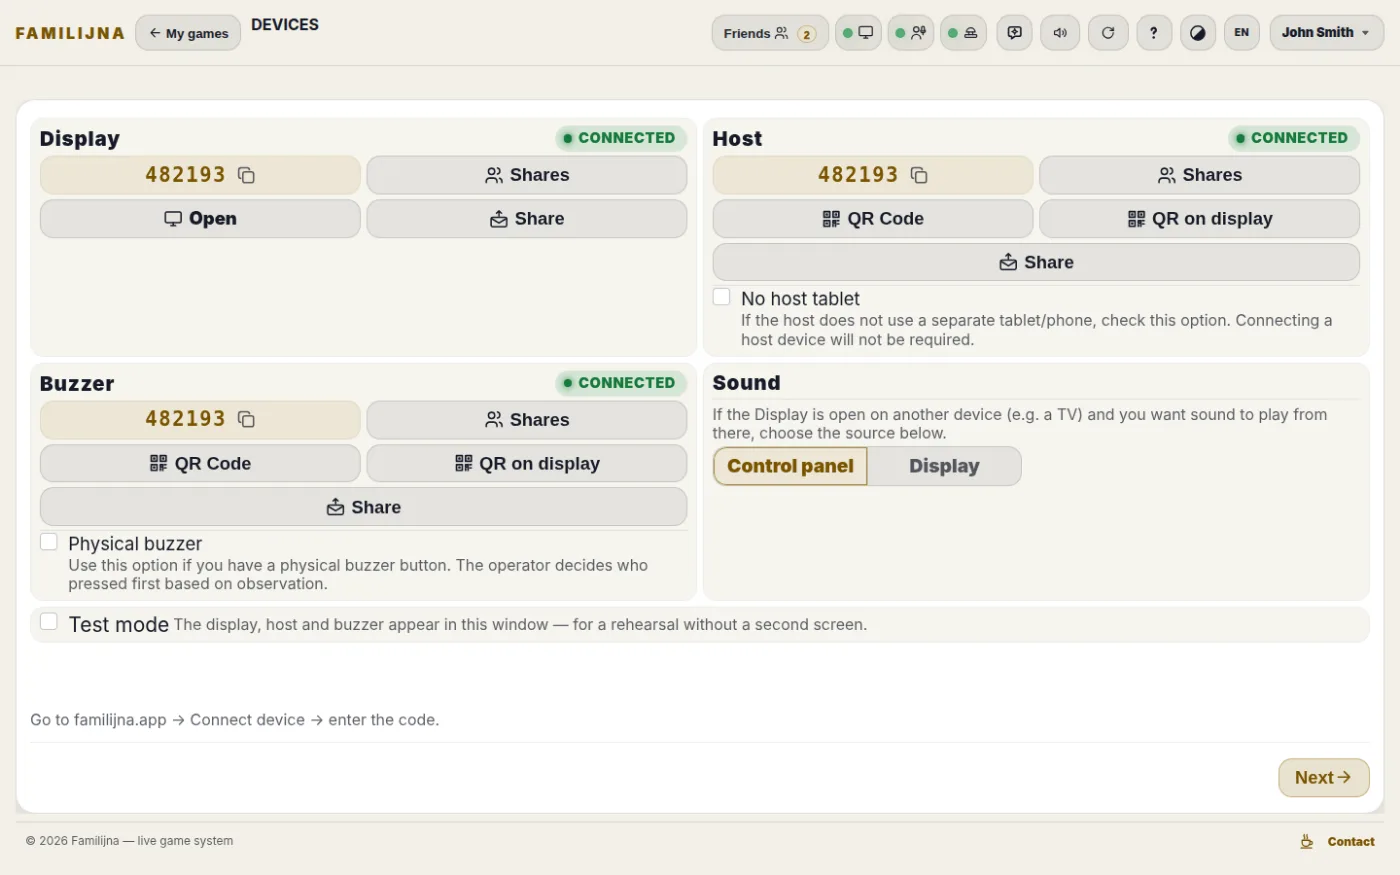 FAMILIJNA
← My games
DEVICES
Friends 2
?
EN
John Smith
Display
CONNECTED
482193
Shares
Open
Share
Host
CONNECTED
482193
Shares
QR Code
QR on display
Share
No host tablet
If the host does not use a separate tablet/phone, check this option. Connecting a
host device will not be required.
Buzzer
CONNECTED
482193
Shares
QR Code
QR on display
Share
Physical buzzer
Use this option if you have a physical buzzer button. The operator decides who
pressed first based on observation.
Sound
If the Display is open on another device (e.g. a TV) and you want sound to play from
there, choose the source below.
Control panel
Display
Test mode The display, host and buzzer appear in this window — for a rehearsal without a second screen.
Go to familijna.app → Connect device → enter the code.
Next →
© 2026 Familijna — live game system
Contact